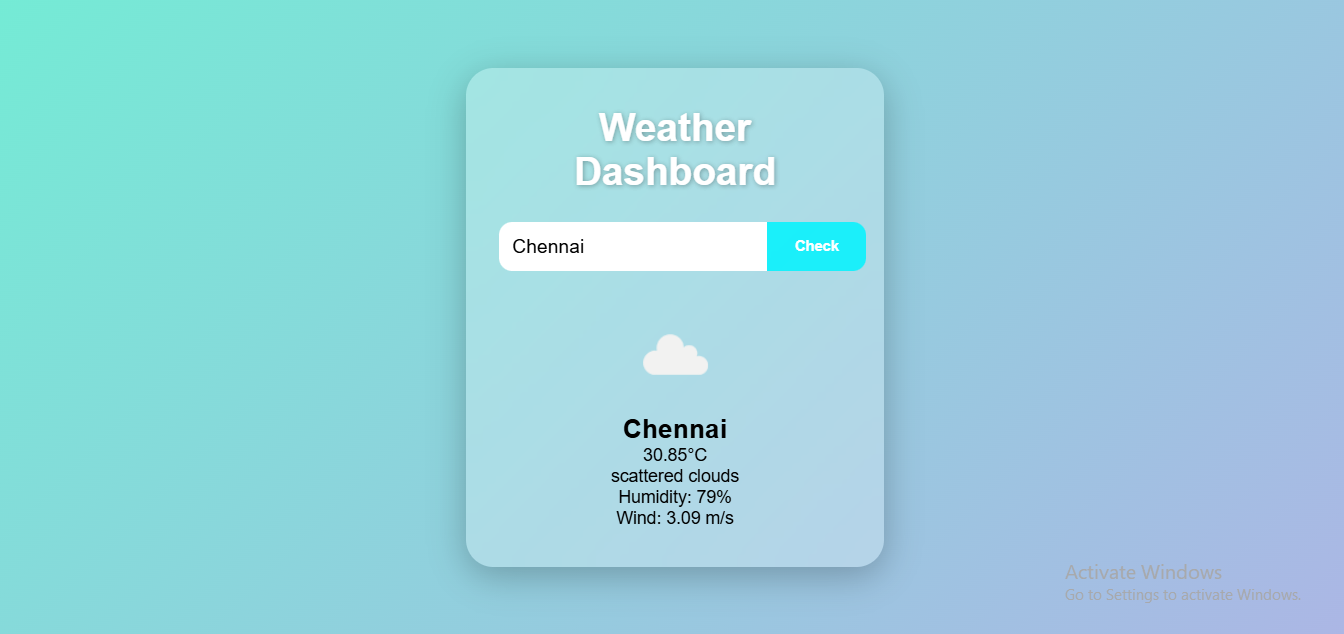 Weather
Dashboard
Chennai
Check
Chennai
30.85°C
scattered clouds
Humidity: 79%
Wind: 3.09 m/s
Activate Windows
Go to Settings to activate Windows.